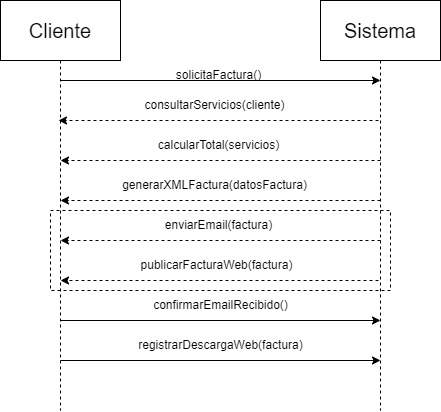 Cliente
Sistema
solicitaFactura()
consultarServicios(cliente)
calcularTotal(servicios)
generarXMLFactura(datosFactura)
enviarEmail(factura)
publicarFacturaWeb(factura)
confirmarEmailRecibido()
registrarDescargaWeb(factura)